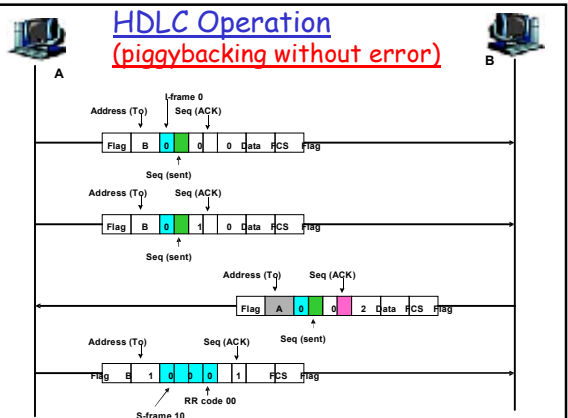 HDLC Operation
(piggybacking without error)
A
B
I-frame 0
Address (To) Seq (ACK)
Flag B 0 0 0 Data FCS Flag
Seq (sent)
Address (To) Seq (ACK)
Flag B 0 1 0 Data FCS Flag
Seq (sent)
Address (To) Seq (ACK)
Flag A 0 0 2 Data FCS Flag
Seq (sent)
Address (To) Seq (ACK)
Flag B 1 0 0 0 1 FCS Flag
RR code 00
S-frame 10